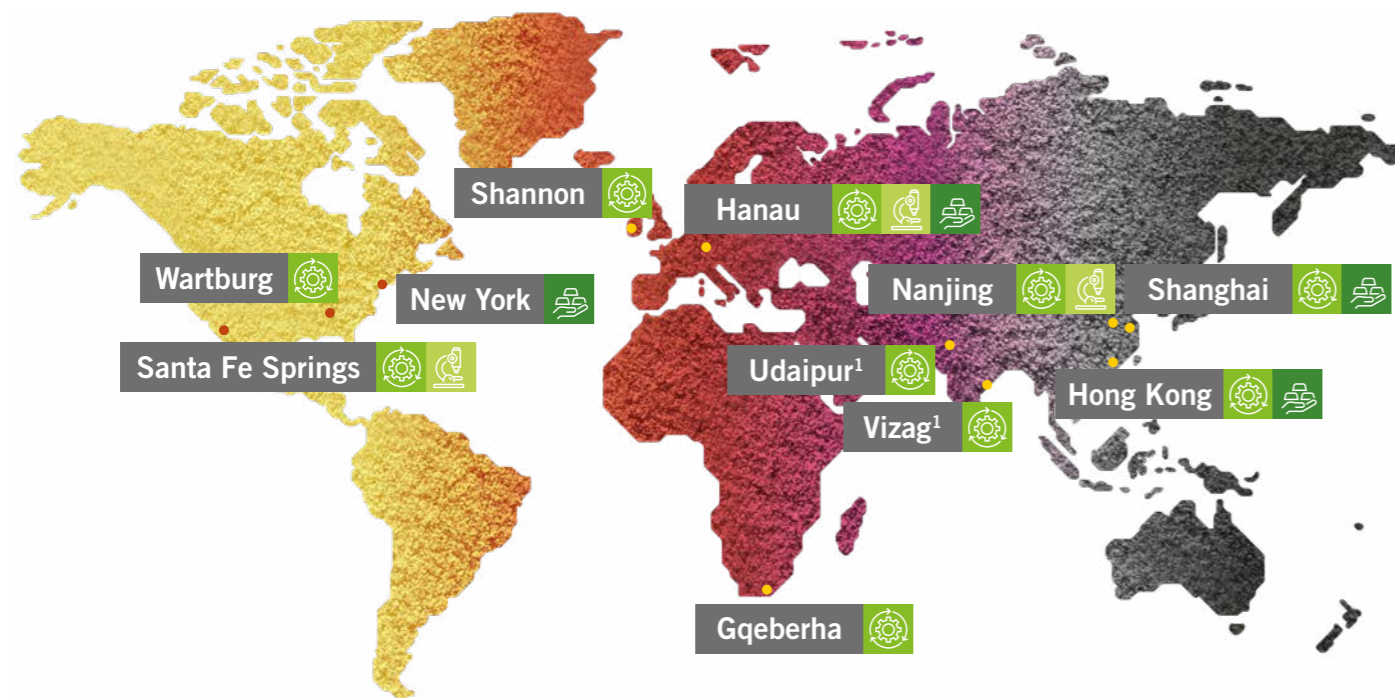 Shannon
Hanau
Wartburg
New York
Nanjing
Shanghai
Santa Fe Springs
Udaipur¹
Hong Kong
Vizag¹
Gqeberha